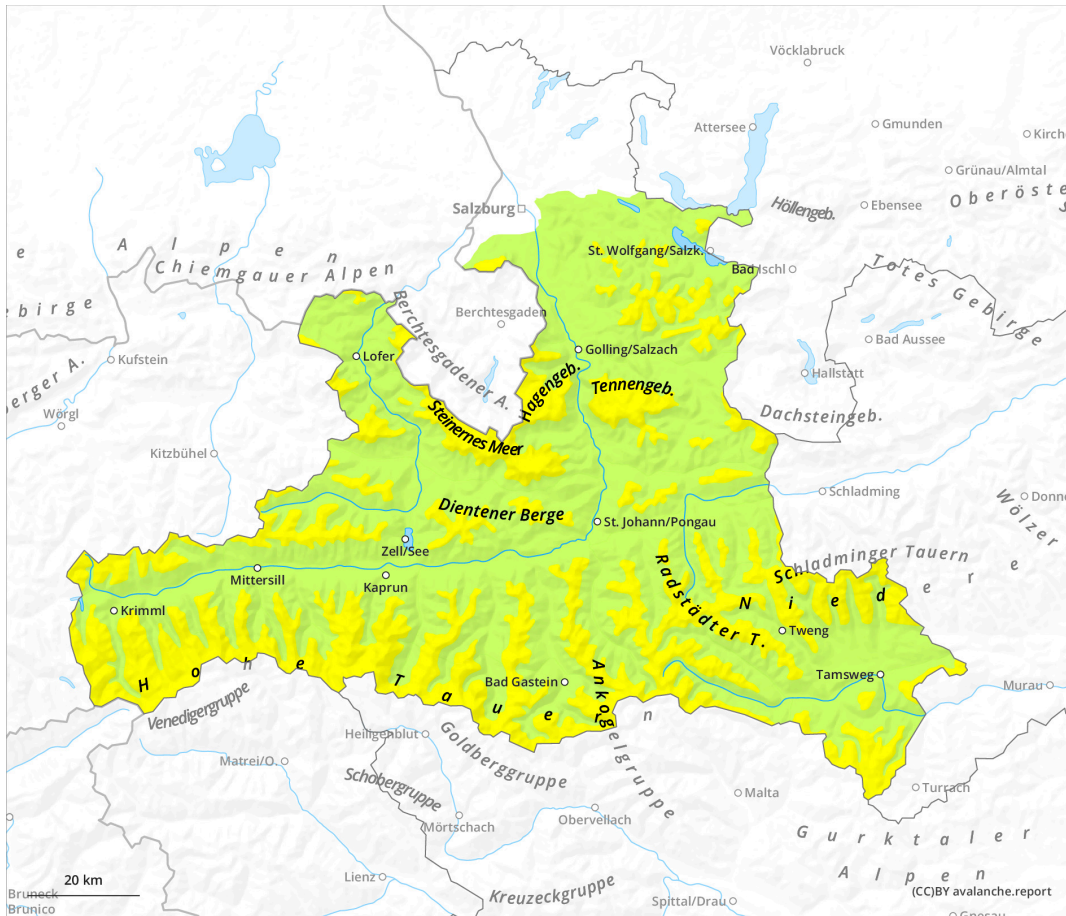 Vöcklabruck
Attersee
Gmunden
Kirch
Grünau/Almtal
Salzburg
Höllengeb.
Ebensee
Oberöste
S
e
Alpen
Chiemgauer Alpen
St. Wolfgang/Salzk.
Bad Ischl
Totes Gebirge
ebirge
Berchtesgaden
Berchtesgadener A.
Kufstein
Lofer
Golling/Salzach
Bad Aussee
Hallstatt
berger A.
Hagengeb.
Tennengeb.
Wörgl
Steinernes Meer
Dachsteingeb.
Kitzbühel
Schladming
Donne
Wölzer
Dientener Berge
St. Johann/Pongau
Zell/See
Schladminger Tauern
ere
Mittersill
Kaprun
Radstädter T.
Nied
Krimml
Tweng
Hohe Tauern
Bad Gastein
Ankogelgruppe
Tamsweg
Murau
Venedigergruppe
Heiligenblut
Goldberggruppe
Matrei/O.
Schobergruppe
Malta
Turrach
Mörtschach
Obervellach
Gurktaler
Alpen
20 km
Lienz
Kreuzeckgruppe
Spittal/Drau
(CC)BY avalanche.report
Bruneck
Brunico
Gnesau